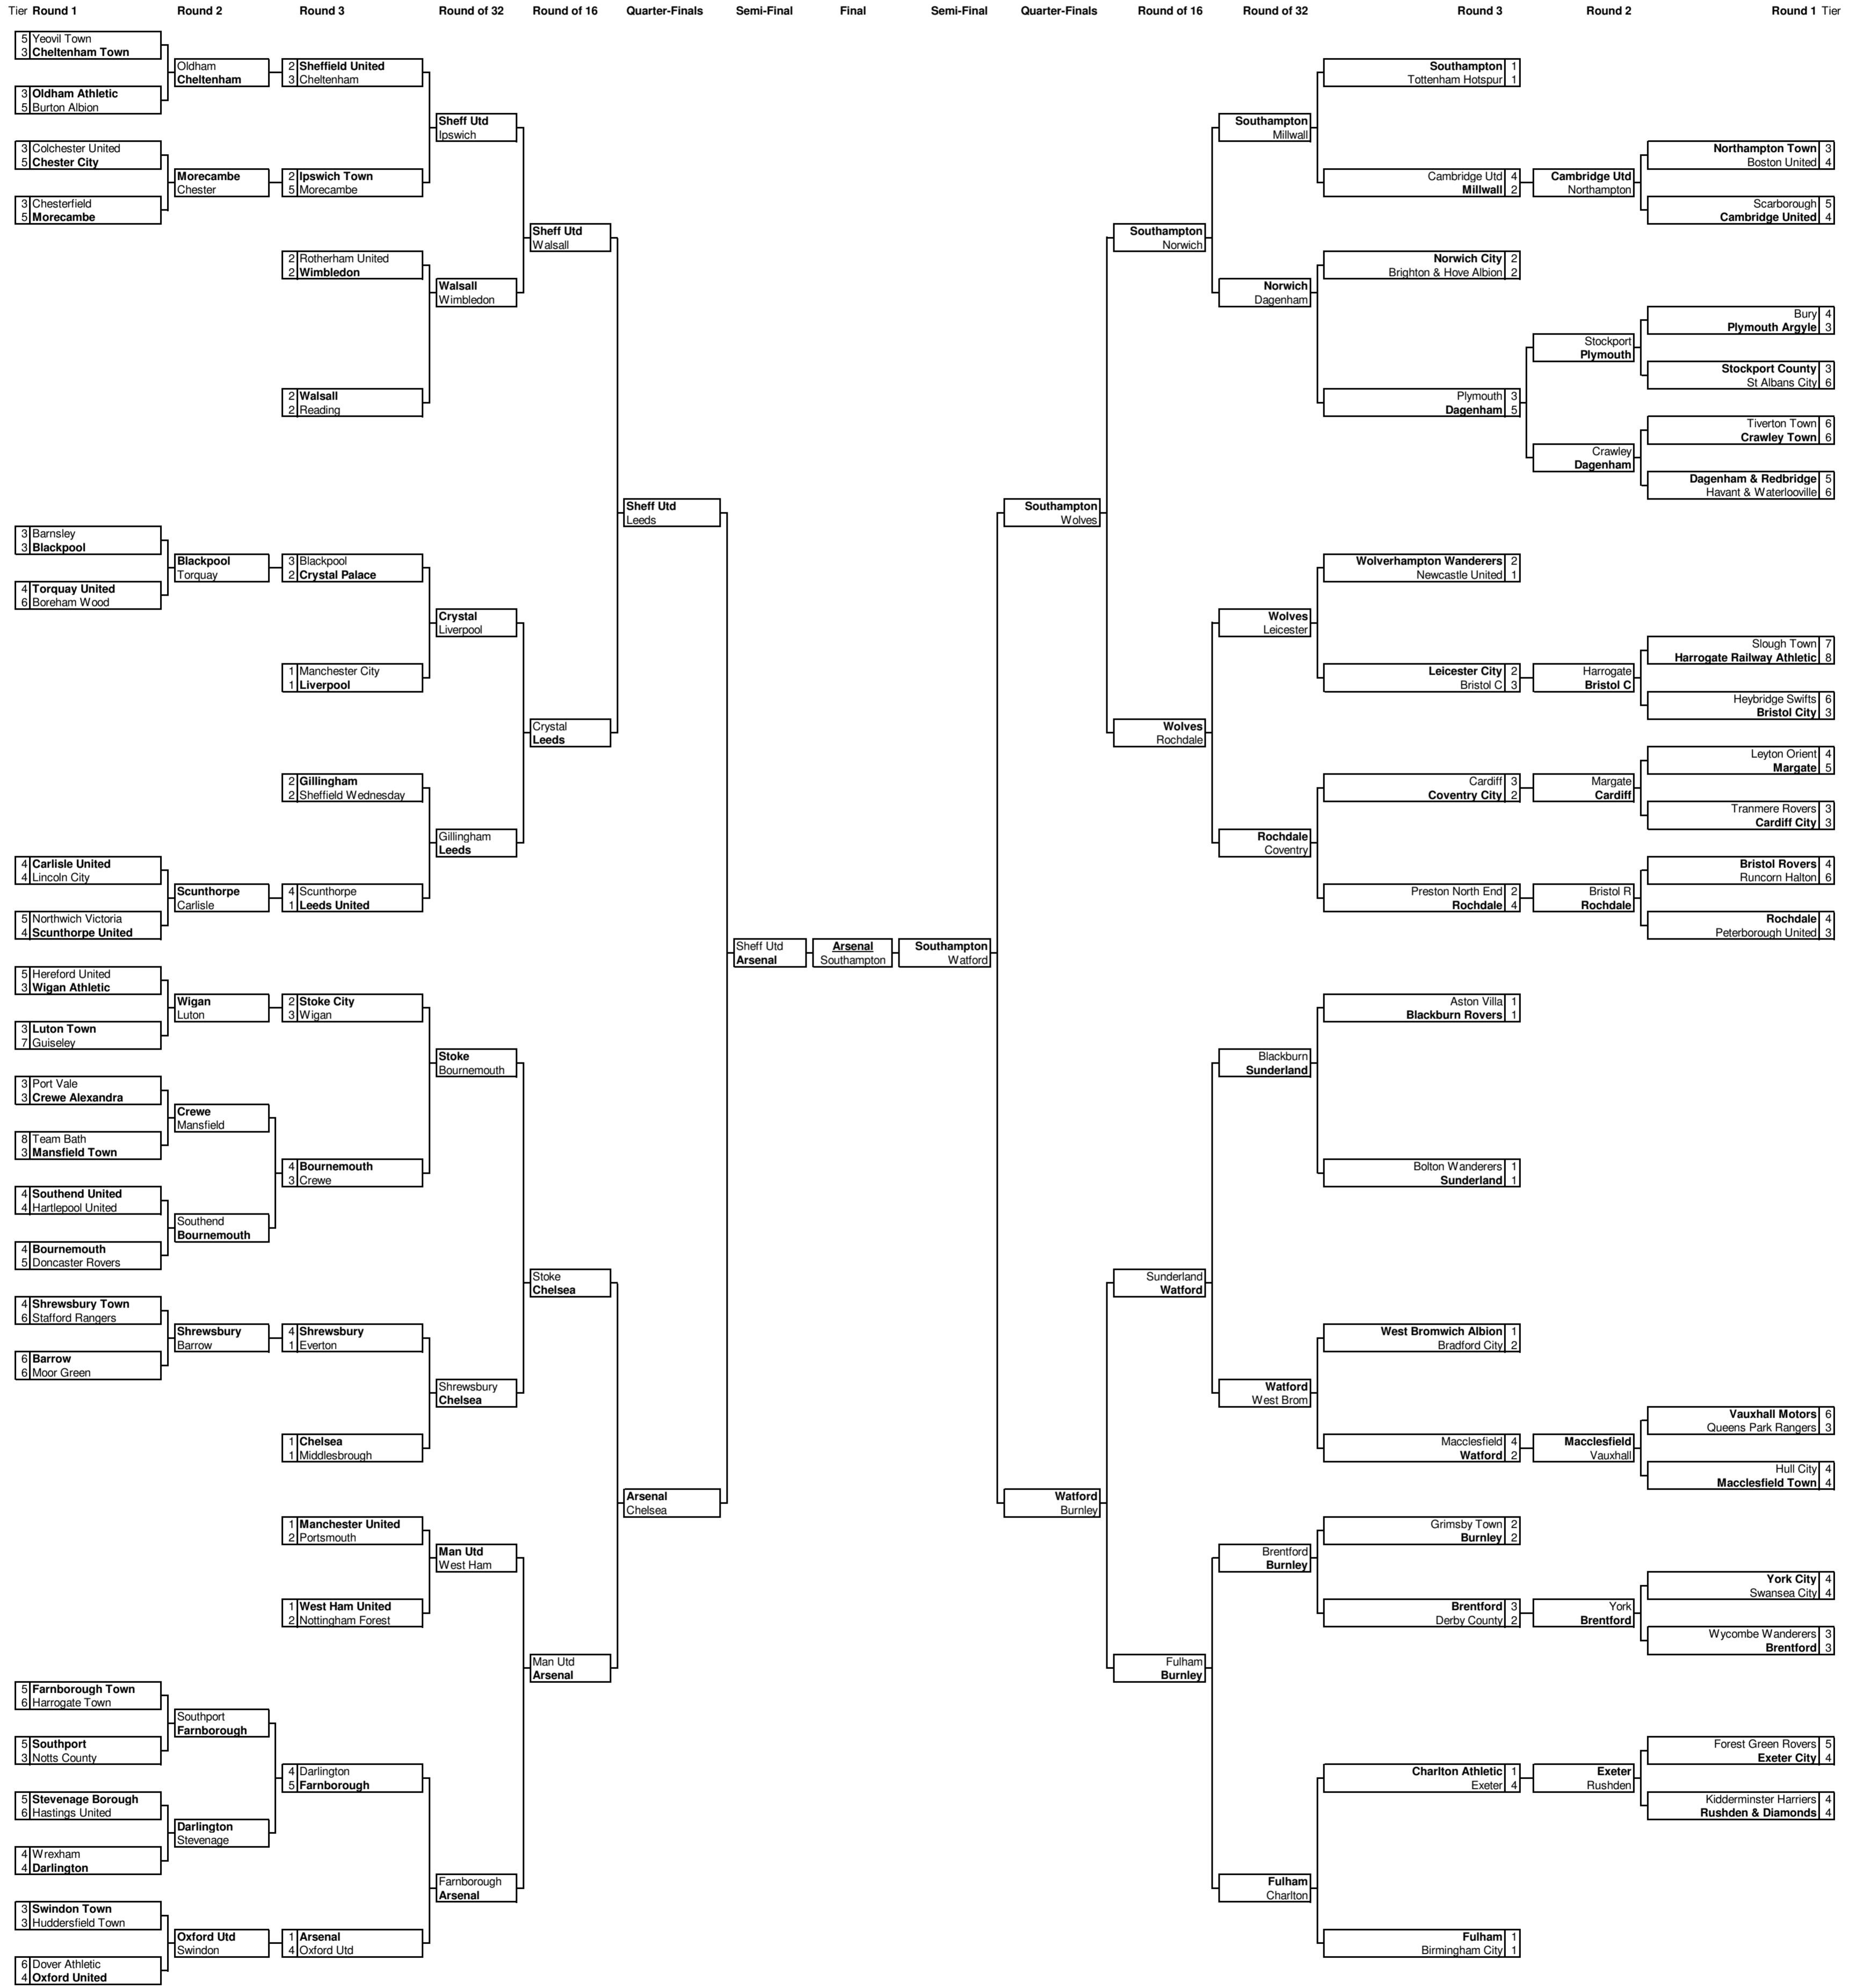 Tier Round 1 Round 2 Round 3 Round of 32 Round of 16 Quarter-Finals Semi-Final Final Semi-Final Quarter-Finals Round of 16 Round of 32 Round 3 Round 2 Round 1 Tier
5 Yeovil Town
3 Cheltenham Town
3 Oldham Athletic
5 Burton Albion
3 Colchester United
5 Chester City
3 Chesterfield
5 Morecambe
3 Barnsley
3 Blackpool
4 Torquay United
6 Boreham Wood
4 Carlisle United
4 Lincoln City
5 Northwich Victoria
4 Scunthorpe United
5 Hereford United
3 Wigan Athletic
3 Luton Town
7 Guiseley
3 Port Vale
3 Crewe Alexandra
8 Team Bath
3 Mansfield Town
4 Southend United
4 Hartlepool United
4 Bournemouth
5 Doncaster Rovers
4 Shrewsbury Town
6 Stafford Rangers
6 Barrow
6 Moor Green
5 Farnborough Town
6 Harrogate Town
5 Southport
3 Notts County
5 Stevenage Borough
6 Hastings United
4 Wrexham
4 Darlington
3 Swindon Town
3 Huddersfield Town
6 Dover Athletic
4 Oxford United
Oldham
Cheltenham
Morecambe
Chester
Blackpool
Torquay
Scunthorpe
Carlisle
Wigan
Luton
Crewe
Mansfield
Southend
Bournemouth
Shrewsbury
Barrow
Southport
Farnborough
Darlington
Stevenage
Oxford Utd
Swindon
2 Sheffield United
3 Cheltenham
2 Ipswich Town
5 Morecambe
2 Rotherham United
2 Wimbledon
2 Walsall
2 Reading
3 Blackpool
2 Crystal Palace
1 Manchester City
1 Liverpool
2 Gillingham
2 Sheffield Wednesday
4 Scunthorpe
1 Leeds United
2 Stoke City
3 Wigan
4 Bournemouth
3 Crewe
4 Shrewsbury
1 Everton
1 Chelsea
1 Middlesbrough
1 Manchester United
2 Portsmouth
1 West Ham United
2 Nottingham Forest
4 Darlington
5 Farnborough
1 Arsenal
4 Oxford Utd
Sheff Utd
Ipswich
Walsall
Wimbledon
Crystal
Liverpool
Gillingham
Leeds
Stoke
Bournemouth
Shrewsbury
Chelsea
Man Utd
West Ham
Farnborough
Arsenal
Sheff Utd
Walsall
Crystal
Leeds
Stoke
Chelsea
Man Utd
Arsenal
Sheff Utd
Leeds
Arsenal
Chelsea
Sheff Utd
Arsenal
Arsenal
Southampton
Southampton
Watford
Southampton
Wolves
Watford
Burnley
Southampton
Norwich
Wolves
Rochdale
Sunderland
Watford
Fulham
Burnley
Southampton
Millwall
Norwich
Dagenham
Wolves
Leicester
Rochdale
Coventry
Blackburn
Sunderland
Watford
West Brom
Brentford
Burnley
Fulham
Charlton
Southampton 1
Tottenham Hotspur 1
Cambridge Utd 4
Millwall 2
Norwich City 2
Brighton & Hove Albion 2
Plymouth 3
Dagenham 5
Wolverhampton Wanderers 2
Newcastle United 1
Leicester City 2
Bristol C 3
Cardiff 3
Coventry City 2
Preston North End 2
Rochdale 4
Aston Villa 1
Blackburn Rovers 1
Bolton Wanderers 1
Sunderland 1
West Bromwich Albion 1
Bradford City 2
Macclesfield 4
Watford 2
Grimsby Town 2
Burnley 2
Brentford 3
Derby County 2
Charlton Athletic 1
Exeter 4
Fulham 1
Birmingham City 1
Cambridge Utd
Northampton
Stockport
Plymouth
Crawley
Dagenham
Harrogate
Bristol C
Margate
Cardiff
Bristol R
Rochdale
Macclesfield
Vauxhall
York
Brentford
Exeter
Rushden
Northampton Town 3
Boston United 4
Scarborough 5
Cambridge United 4
Bury 4
Plymouth Argyle 3
Stockport County 3
St Albans City 6
Tiverton Town 6
Crawley Town 6
Dagenham & Redbridge 5
Havant & Waterlooville 6
Slough Town 7
Harrogate Railway Athletic 8
Heybridge Swifts 6
Bristol City 3
Leyton Orient 4
Margate 5
Tranmere Rovers 3
Cardiff City 3
Bristol Rovers 4
Runcorn Halton 6
Rochdale 4
Peterborough United 3
Vauxhall Motors 6
Queens Park Rangers 3
Hull City 4
Macclesfield Town 4
York City 4
Swansea City 4
Wycombe Wanderers 3
Brentford 3
Forest Green Rovers 5
Exeter City 4
Kidderminster Harriers 4
Rushden & Diamonds 4